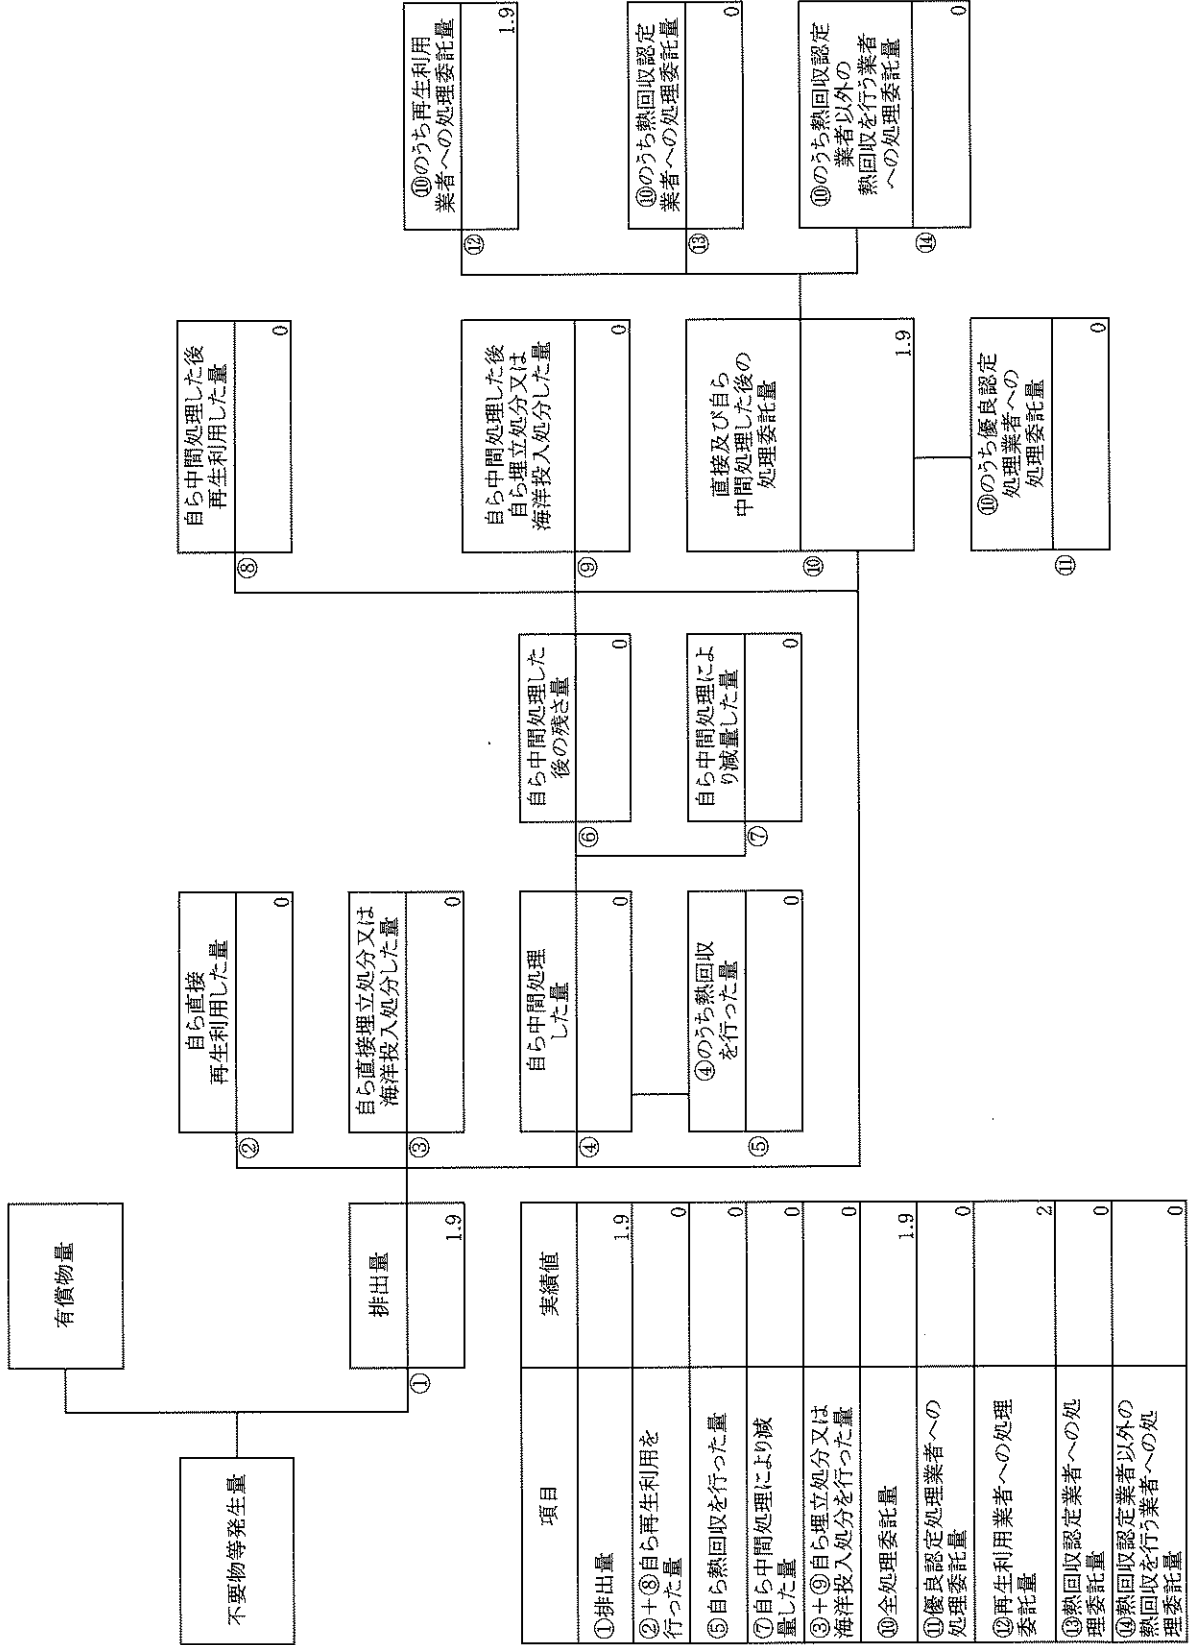 不要物等発生量
有償物量
①
排出量
1.9
②
自ら直接
再生利用した量
0
③
自ら直接埋立処分又は
海洋投入処分した量
0
④
自ら中間処理
した量
0
⑤
④のうち熱回収
を行った量
0
⑥
自ら中間処理した
後の残さ量
0
⑦
自ら中間処理によ
り減量した量
0
⑧
自ら中間処理した後
再生利用した量
0
⑨
自ら中間処理した後
自ら埋立処分又は
海洋投入処分した量
0
⑩
直接及び自ら
中間処理した後の
処理委託量
1.9
⑪
⑩のうち優良認定
処理業者への
処理委託量
0
⑫
⑩のうち再生利用
業者への処理委託量
1.9
⑬
⑩のうち熱回収認定
業者への処理委託量
0
⑭
⑩のうち熱回収認定
業者以外の
熱回収を行う業者
への処理委託量
0
項目 実績値
①排出量 1.9
②+⑧自ら再生利用を
行った量 0
⑤自ら熱回収を行った量 0
⑦自ら中間処理により減
量した量 0
③+⑨自ら埋立処分又は
海洋投入処分を行った量 0
⑩全処理委託量 1.9
⑪優良認定処理業者への
処理委託量 0
⑫再生利用業者への処理
委託量 2
⑬熱回収認定業者への処
理委託量 0
⑭熱回収認定業者以外の
熱回収を行う業者への処
理委託量 0